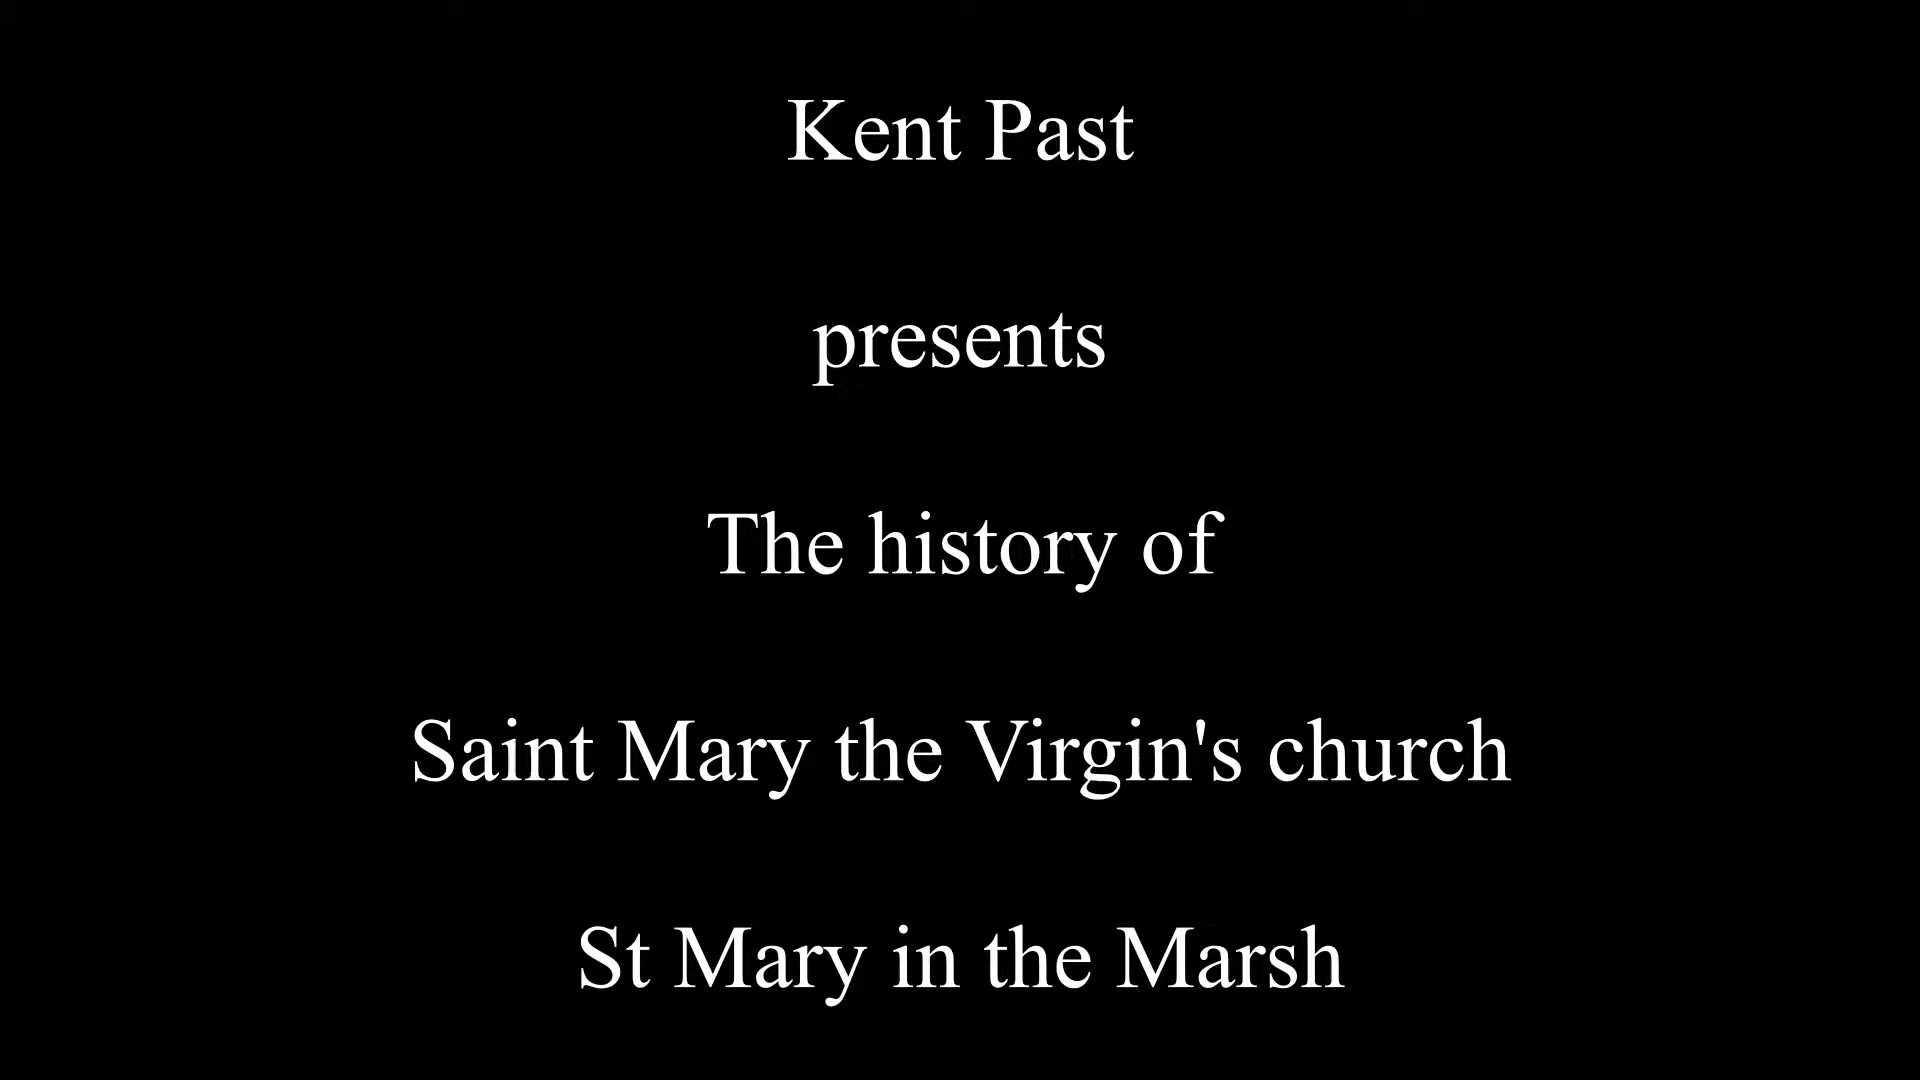 Kent Past
presents
The history of
Saint Mary the Virgin's church
St Mary in the Marsh